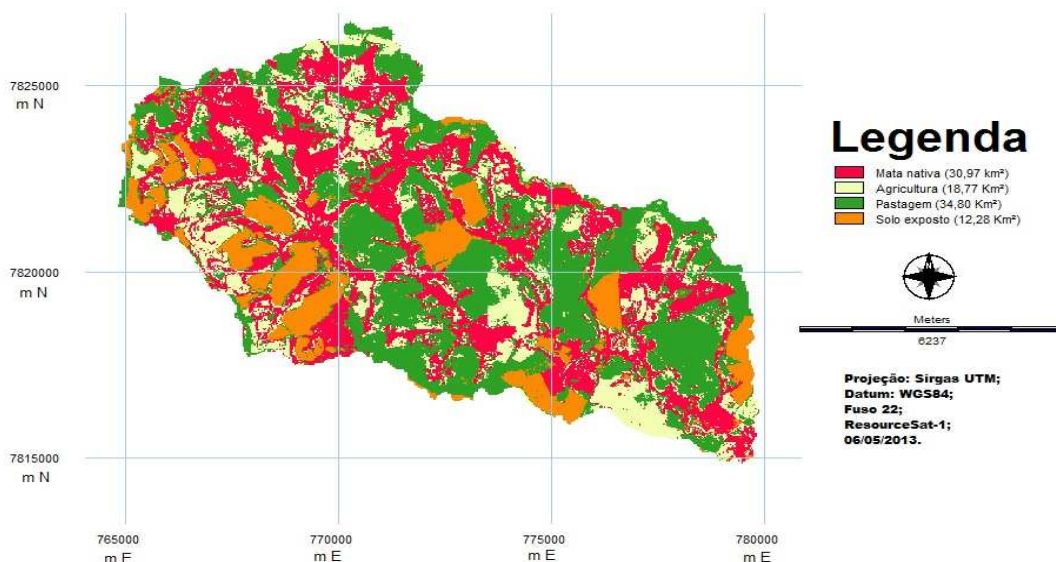 7825000
m N
7820000
m N
7815000
m N
765000
m E
770000
m E
775000
m E
780000
m E
Legenda
Mata nativa (30,97 km²)
Agricultura (18,77 Km²)
Pastagem (34,80 Km²)
Solo exposto (12,28 Km²)
Meters
6237
Projeção: Sirgas UTM;
Datum: WGS84;
Fuso 22;
ResourceSat-1;
06/05/2013.